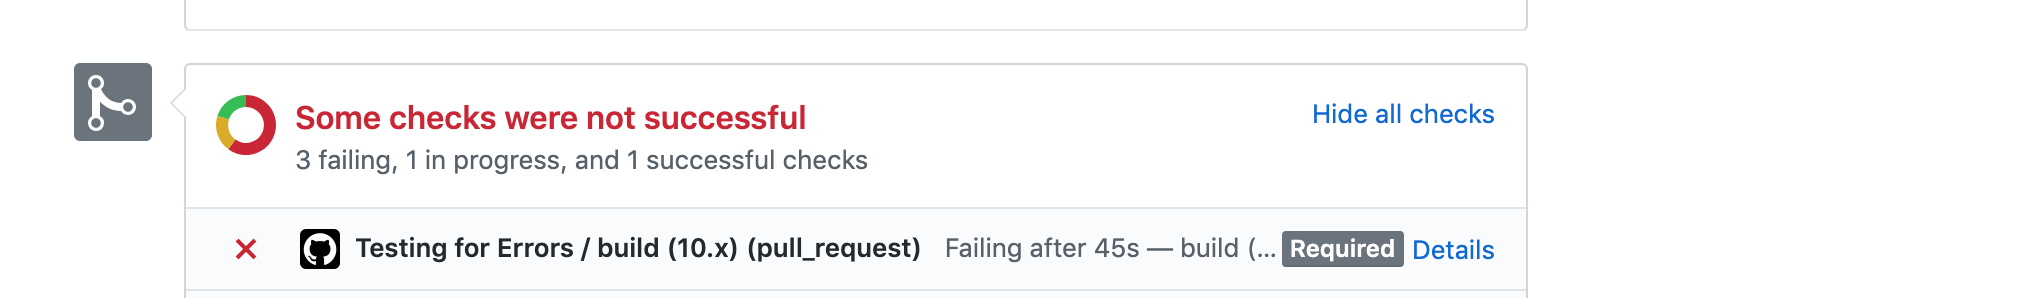 Some checks were not successful
Hide all checks
3 failing, 1 in progress, and 1 successful checks
Testing for Errors / build (10.x) (pull_request) Failing after 45s — build (... Required Details